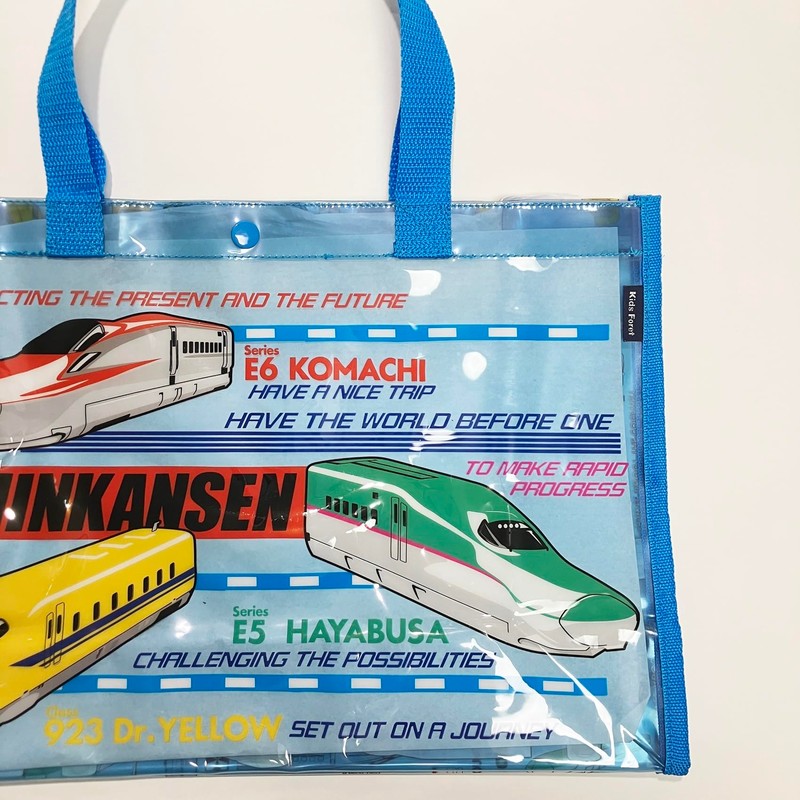 CTING THE PRESENT AND THE FUTURE
Kids Foret
Series
E6 KOMACHI
HAVE A NICE TRIP
HAVE THE WORLD BEFORE ONE
TO MAKE RAPID
PROGRESS
INKANSEN
Series
E5 HAYABUSA
CHALLENGING THE POSSIBILITIES
923 Dr.YELLOW
SET OUT ON A JOURNEY